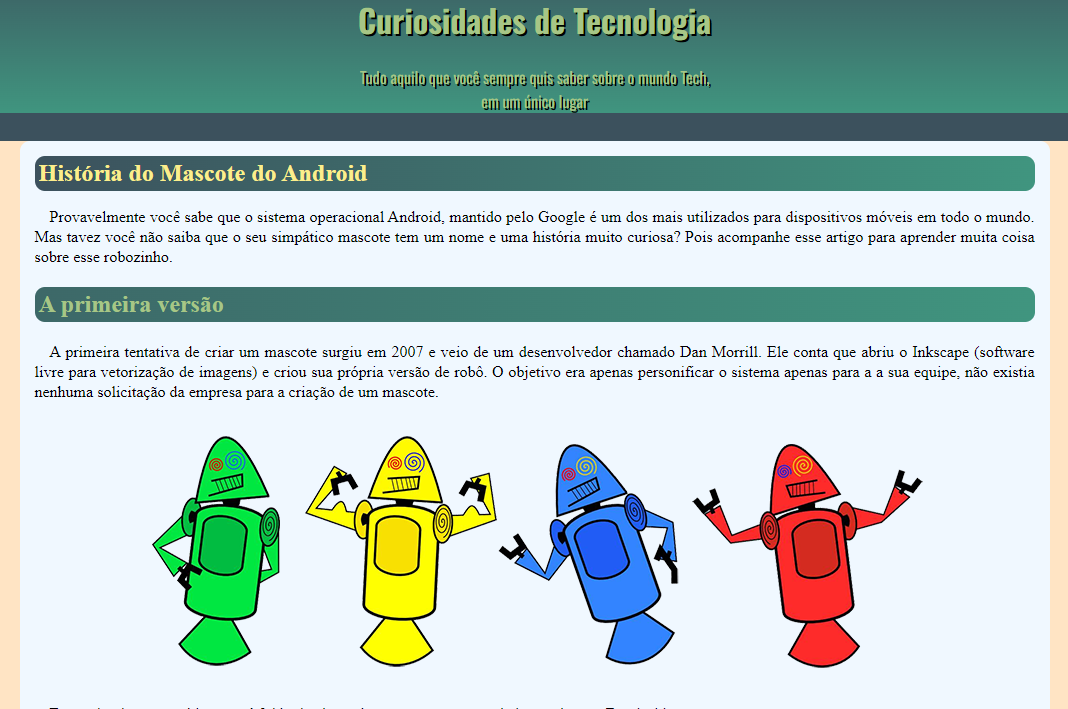 Curiosidades de Tecnologia
Tudo aquilo que você sempre quis saber sobre o mundo Tech,
em um único lugar
História do Mascote do Android
Provavelmente você sabe que o sistema operacional Android, mantido pelo Google é um dos mais utilizados para dispositivos móveis em todo o mundo.
Mas tavez você não saiba que o seu simpático mascote tem um nome e uma história muito curiosa? Pois acompanhe esse artigo para aprender muita coisa
sobre esse robozinho.
A primeira versão
A primeira tentativa de criar um mascote surgiu em 2007 e veio de um desenvolvedor chamado Dan Morrill. Ele conta que abriu o Inkscape (software
livre para vetorização de imagens) e criou sua própria versão de robô. O objetivo era apenas personificar o sistema apenas para a a sua equipe, não existia
nenhuma solicitação da empresa para a criação de um mascote.